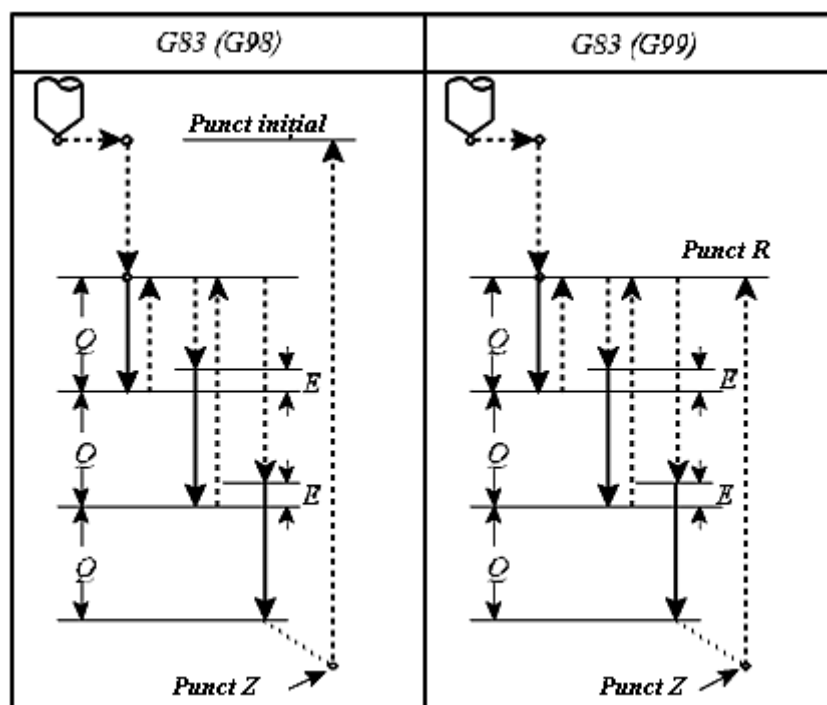 G83 (G98)
G83 (G99)
Punct initial
Q
E
Q
E
Q
Punct Z
Punct R
Q
E
Q
E
Q
Punct Z